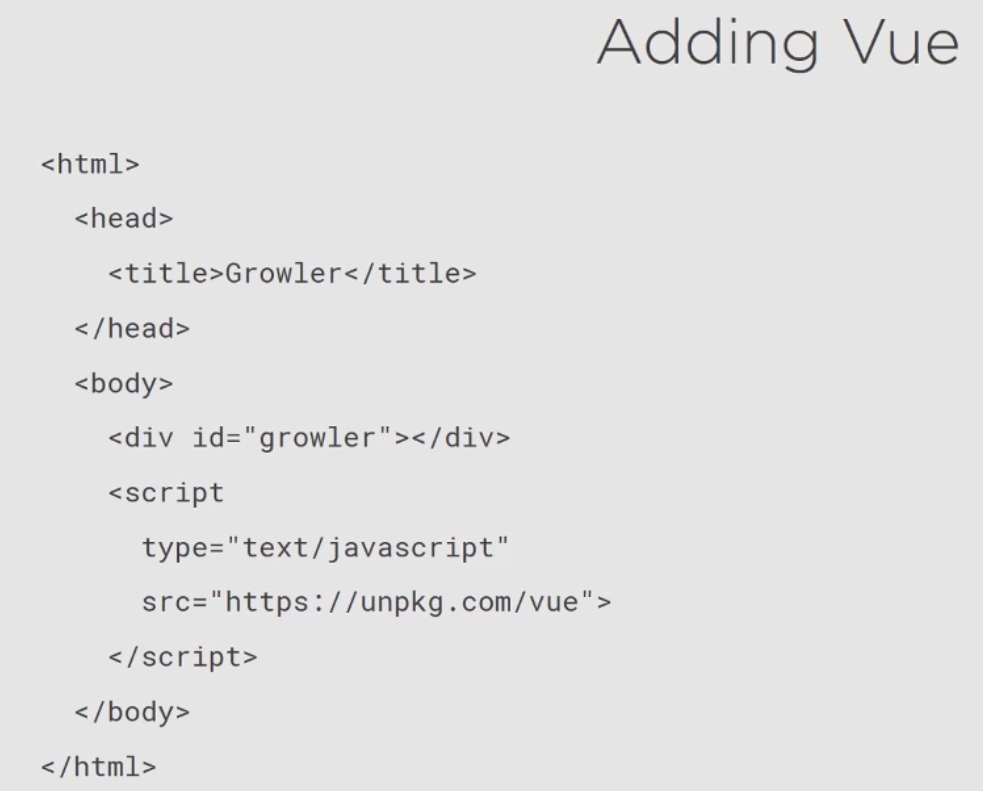 Adding Vue
<html>
  <head>
    <title>Growler</title>
  </head>
  <body>
    <div id="growler"></div>
    <script
      type="text/javascript"
      src="https://unpkg.com/vue">
    </script>
  </body>
</html>